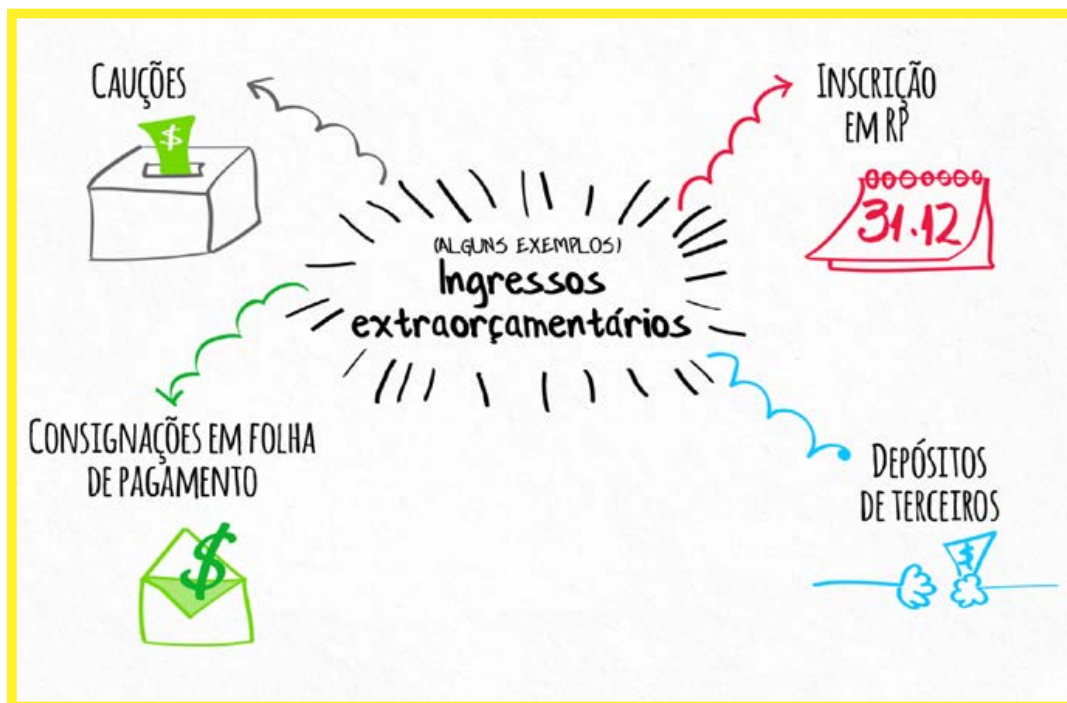 CAUÇÕES
$
INSCRIÇÃO
EM RP
31.12
(ALGUNS EXEMPLOS)
Ingressos
extraorçamentários
CONSIGNAÇÕES EM FOLHA
DE PAGAMENTO
$
DEPÓSITOS
DE TERCEIROS
$